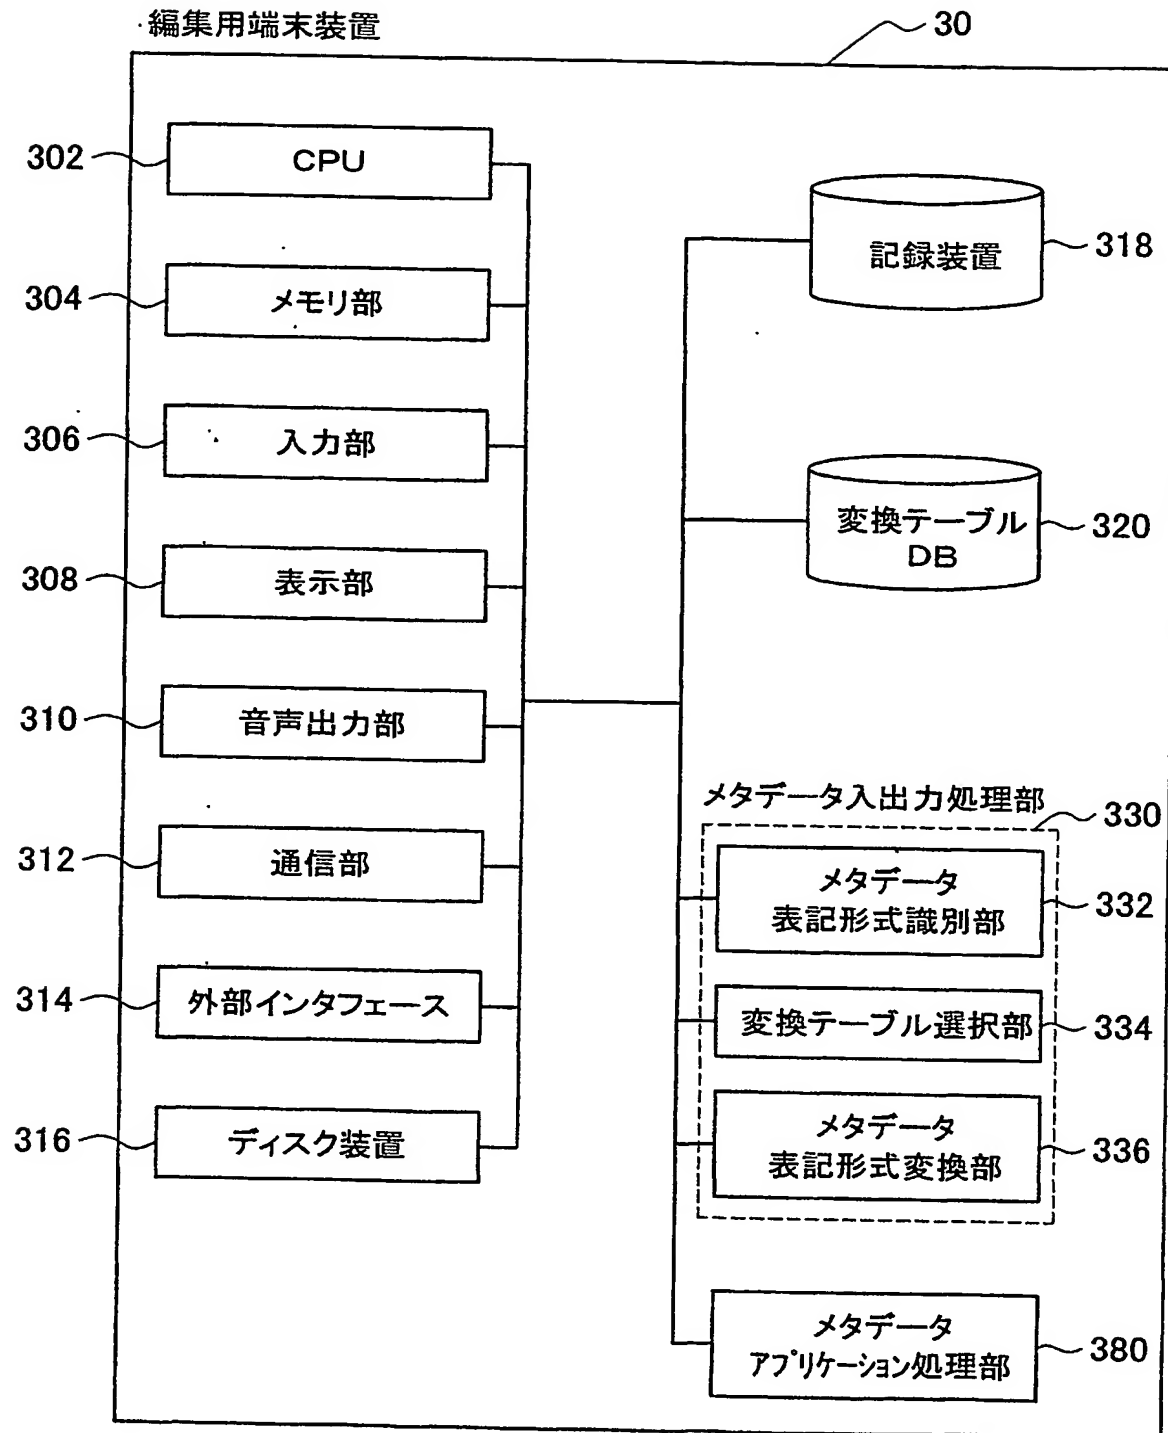 編集用端末装置
30
302
CPU
304
メモリ部
306
入力部
308
表示部
310
音声出力部
312
通信部
314
外部インタフェース
316
ディスク装置
記録装置
318
変換テーブル
DB
320
メタデータ入出力処理部
330
メタデータ
表記形式識別部
332
変換テーブル選択部
334
メタデータ
表記形式変換部
336
メタデータ
アプリケーション処理部
380